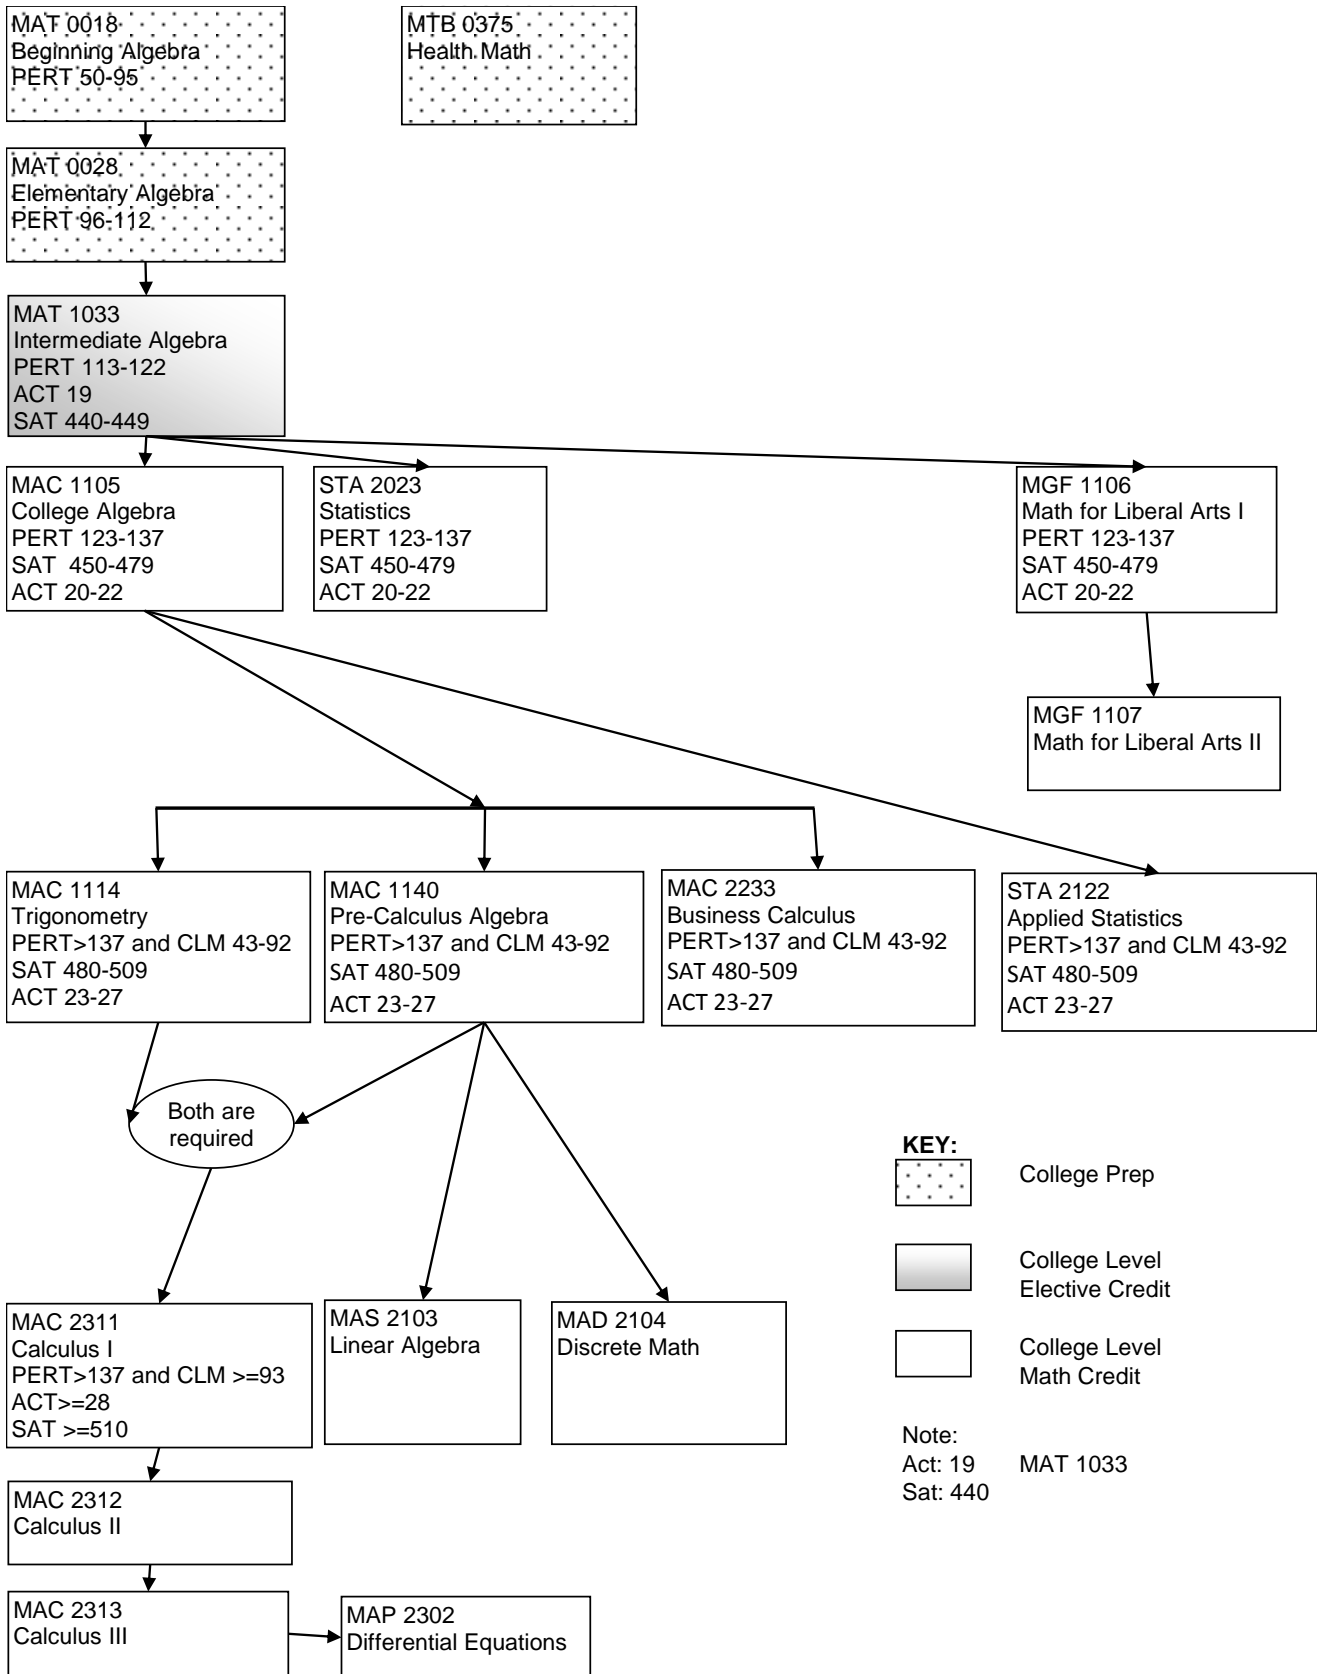 MAT 0018
Beginning Algebra
PERT 50-95
MTB 0375
Health Math
MAT 0028
Elementary Algebra
PERT 96-112
MAT 1033
Intermediate Algebra
PERT 113-122
ACT 19
SAT 440-449
MAC 1105
College Algebra
PERT 123-137
SAT  450-479
ACT 20-22
STA 2023
Statistics
PERT 123-137
SAT 450-479
ACT 20-22
MGF 1106
Math for Liberal Arts I
PERT 123-137
SAT 450-479
ACT 20-22
MGF 1107
Math for Liberal Arts II
MAC 1114
Trigonometry
PERT>137 and CLM 43-92
SAT 480-509
ACT 23-27
MAC 1140
Pre-Calculus Algebra
PERT>137 and CLM 43-92
SAT 480-509
ACT 23-27
MAC 2233
Business Calculus
PERT>137 and CLM 43-92
SAT 480-509
ACT 23-27
STA 2122
Applied Statistics
PERT>137 and CLM 43-92
SAT 480-509
ACT 23-27
Both are
required
KEY:
College Prep
College Level
Elective Credit
College Level
Math Credit
Note:
Act: 19 MAT 1033
Sat: 440
MAC 2311
Calculus I
PERT>137 and CLM >=93
ACT>=28
SAT >=510
MAS 2103
Linear Algebra
MAD 2104
Discrete Math
MAC 2312
Calculus II
MAC 2313
Calculus III
MAP 2302
Differential Equations